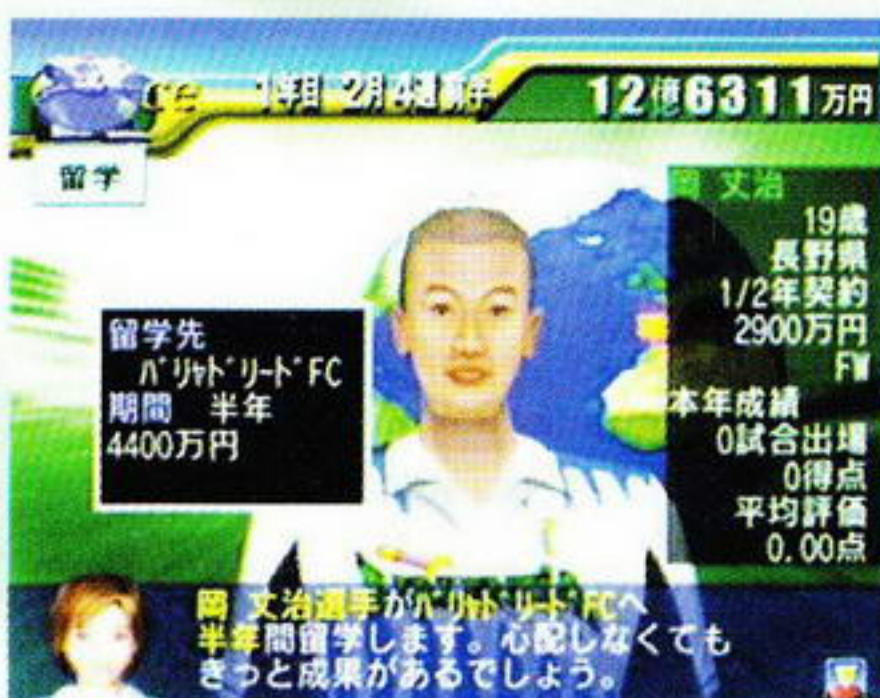 1年目 2月4週前半
12億6311万円
留学
岡 丈治
19歳
長野県
1/2年契約
2900万円
FW
本年成績
0試合出場
0得点
平均評価
0.00点
留学先
バリャドリードFC
期間 半年
4400万円
岡 丈治選手がバリャドリードFCへ
半年間留学します。心配しなくても
きっと成果があるでしょう。